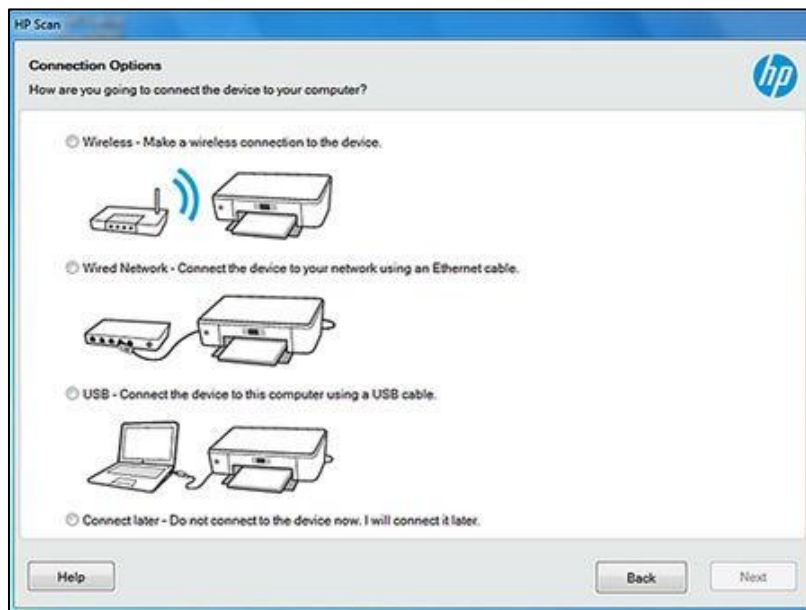 HP Scan
Connection Options
How are you going to connect the device to your computer?
hp
Wireless - Make a wireless connection to the device.
Wired Network - Connect the device to your network using an Ethernet cable.
USB - Connect the device to this computer using a USB cable.
Connect later - Do not connect to the device now. I will connect it later.
Help
Back
Next